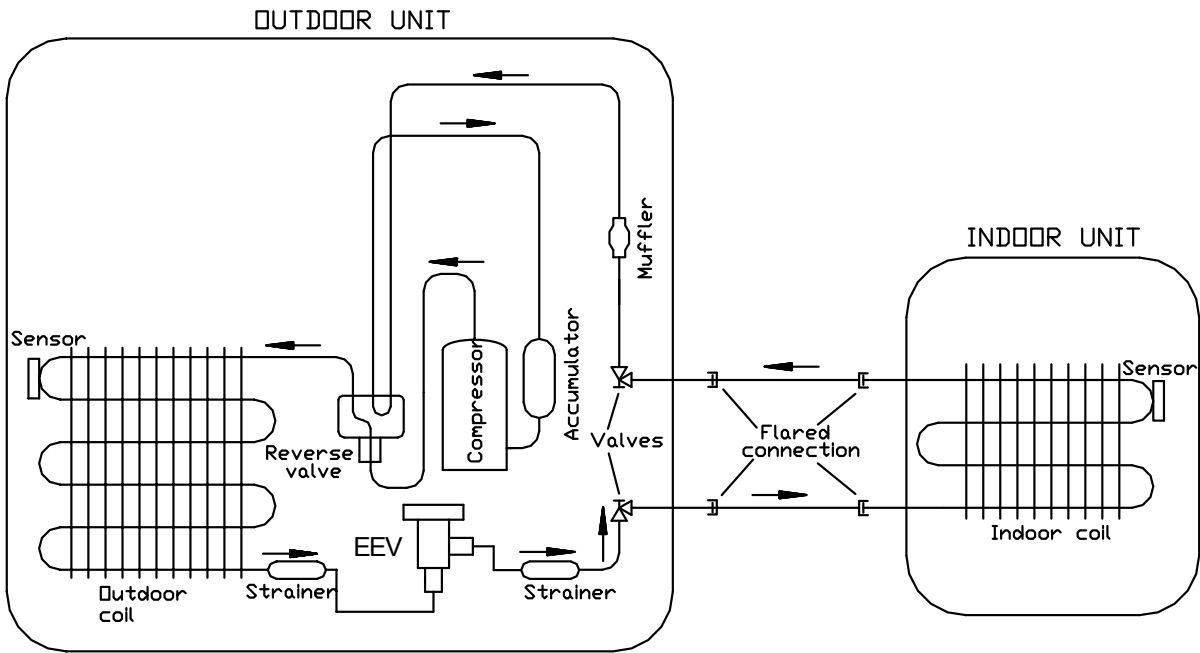 OUTDOOR UNIT
Muffler
INDOOR UNIT
Sensor
Compressor
Accumulator
Sensor
Reverse
valve
Valves
Flared
connection
EEV
Indoor coil
Strainer
Strainer
Outdoor
coil